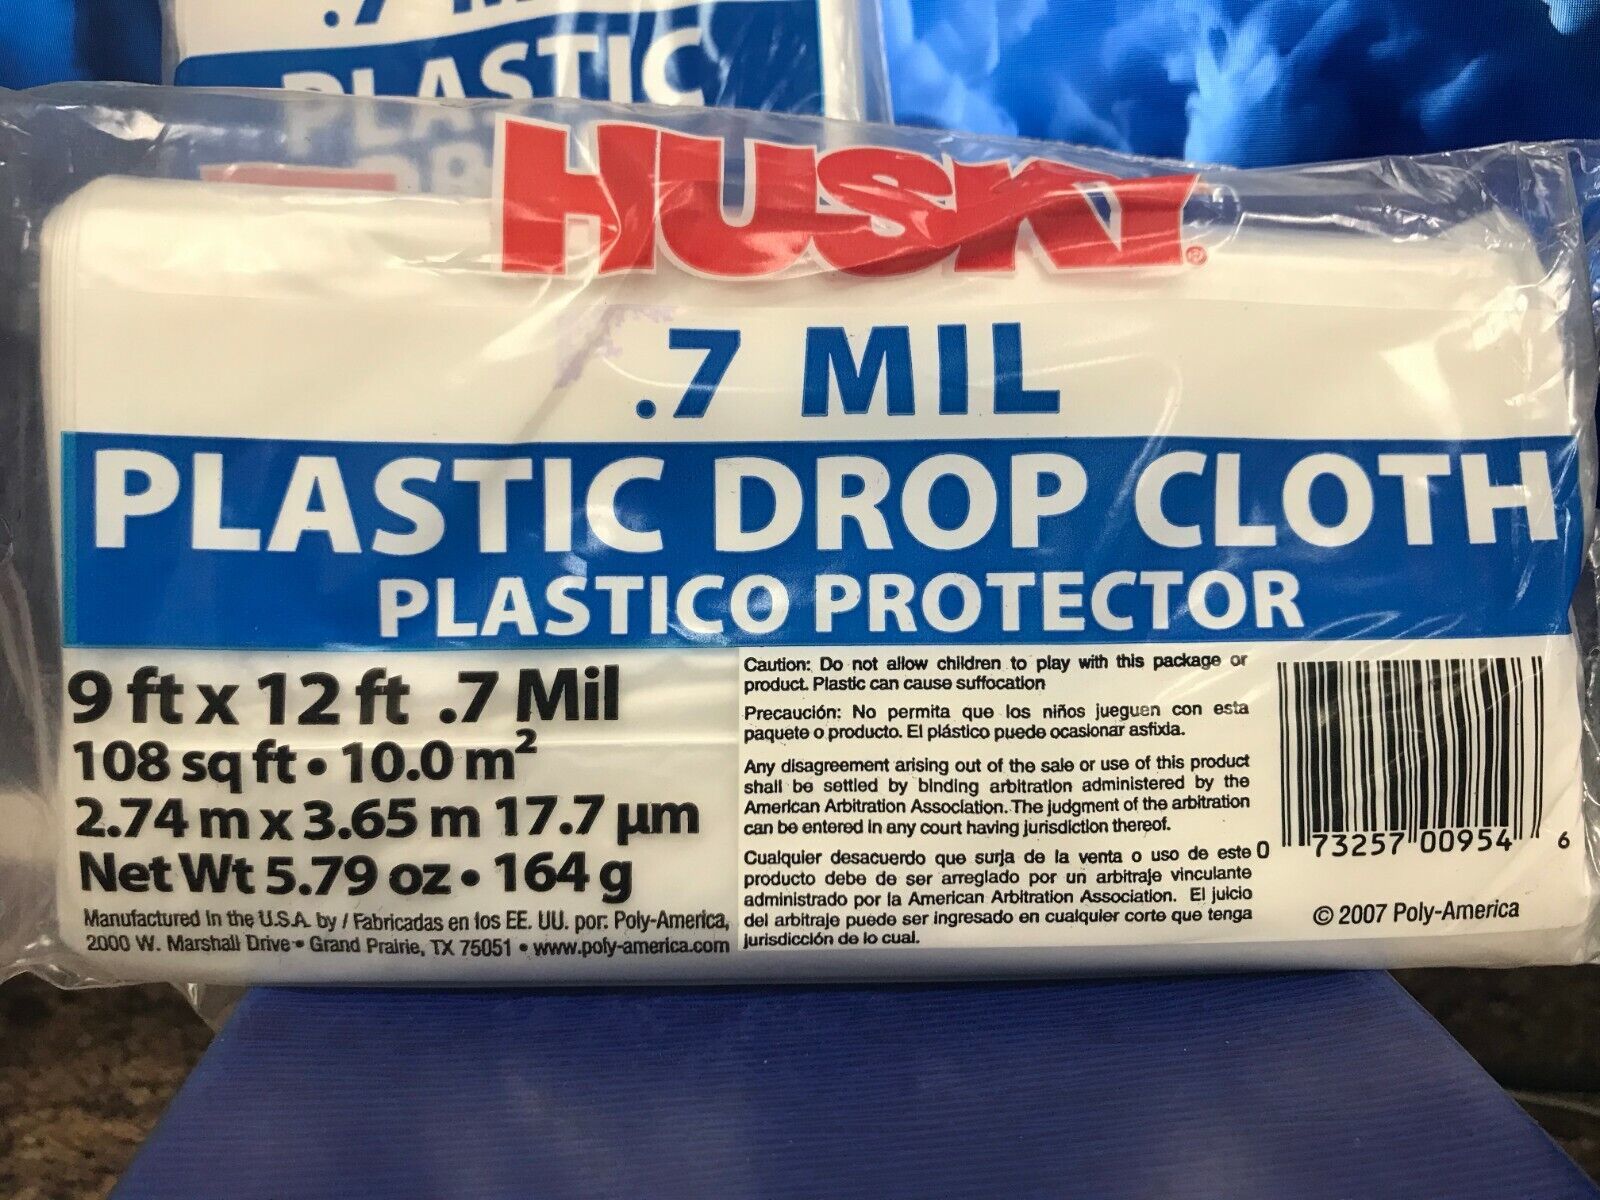 .7 M
PLASTIC
HUSKY®
.7 MIL
PLASTIC DROP CLOTH
PLASTICO PROTECTOR
9 ft x 12 ft .7 Mil
108 sq ft • 10.0 m²
2.74 m x 3.65 m 17.7 µm
Net Wt 5.79 oz • 164 g
Manufactured in the U.S.A. by / Fabricadas en los EE. UU. por: Poly-America,
2000 W. Marshall Drive • Grand Prairie, TX 75051 • www.poly-america.com
Caution: Do not allow children to play with this package or
product. Plastic can cause suffocation
Precaución: No permita que los niños jueguen con esta
paquete o producto. El plástico puede ocasionar asfixia.
Any disagreement arising out of the sale or use of this product
shall be settled by binding arbitration administered by the
American Arbitration Association. The judgment of the arbitration
can be entered in any court having jurisdiction thereof.
Cualquier desacuerdo que surja de la venta o uso de este
producto debe de ser arreglado por un arbitraje vinculante
administrado por la American Arbitration Association. El juicio
del arbitraje puede ser ingresado en cualquier corte que tenga
jurisdicción de lo cual.
0 73257 00954 6
© 2007 Poly-America